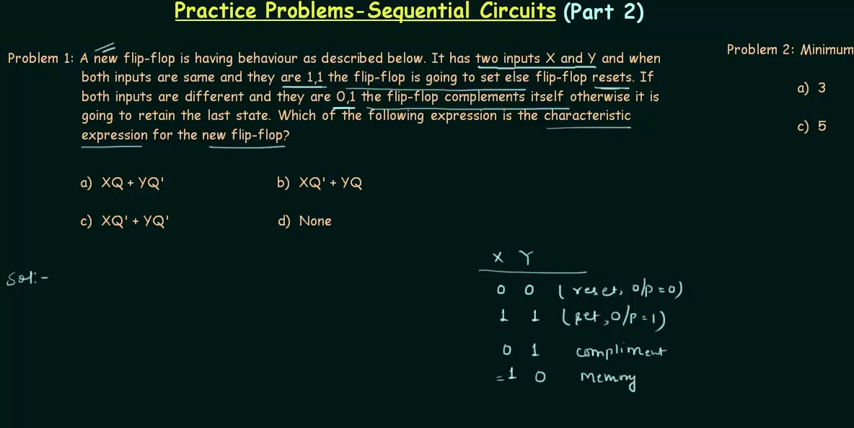 Practice Problems-Sequential Circuits (Part 2)
Problem 1: A new flip-flop is having behaviour as described below. It has two inputs X and Y and when
both inputs are same and they are 1,1 the flip-flop is going to set else flip-flop resets. If
both inputs are different and they are 0,1 the flip-flop complements itself otherwise it is
going to retain the last state. Which of the following expression is the characteristic
expression for the new flip-flop?
a) XQ + YQ'
b) XQ' + YQ
c) XQ' + YQ'
d) None
Problem 2: Minimum
a) 3
c) 5
Sol:-
X Y
0 0 (reset, o/p=0)
1 1 (set, o/p=1)
0 1 compliment
=1 0 Memory